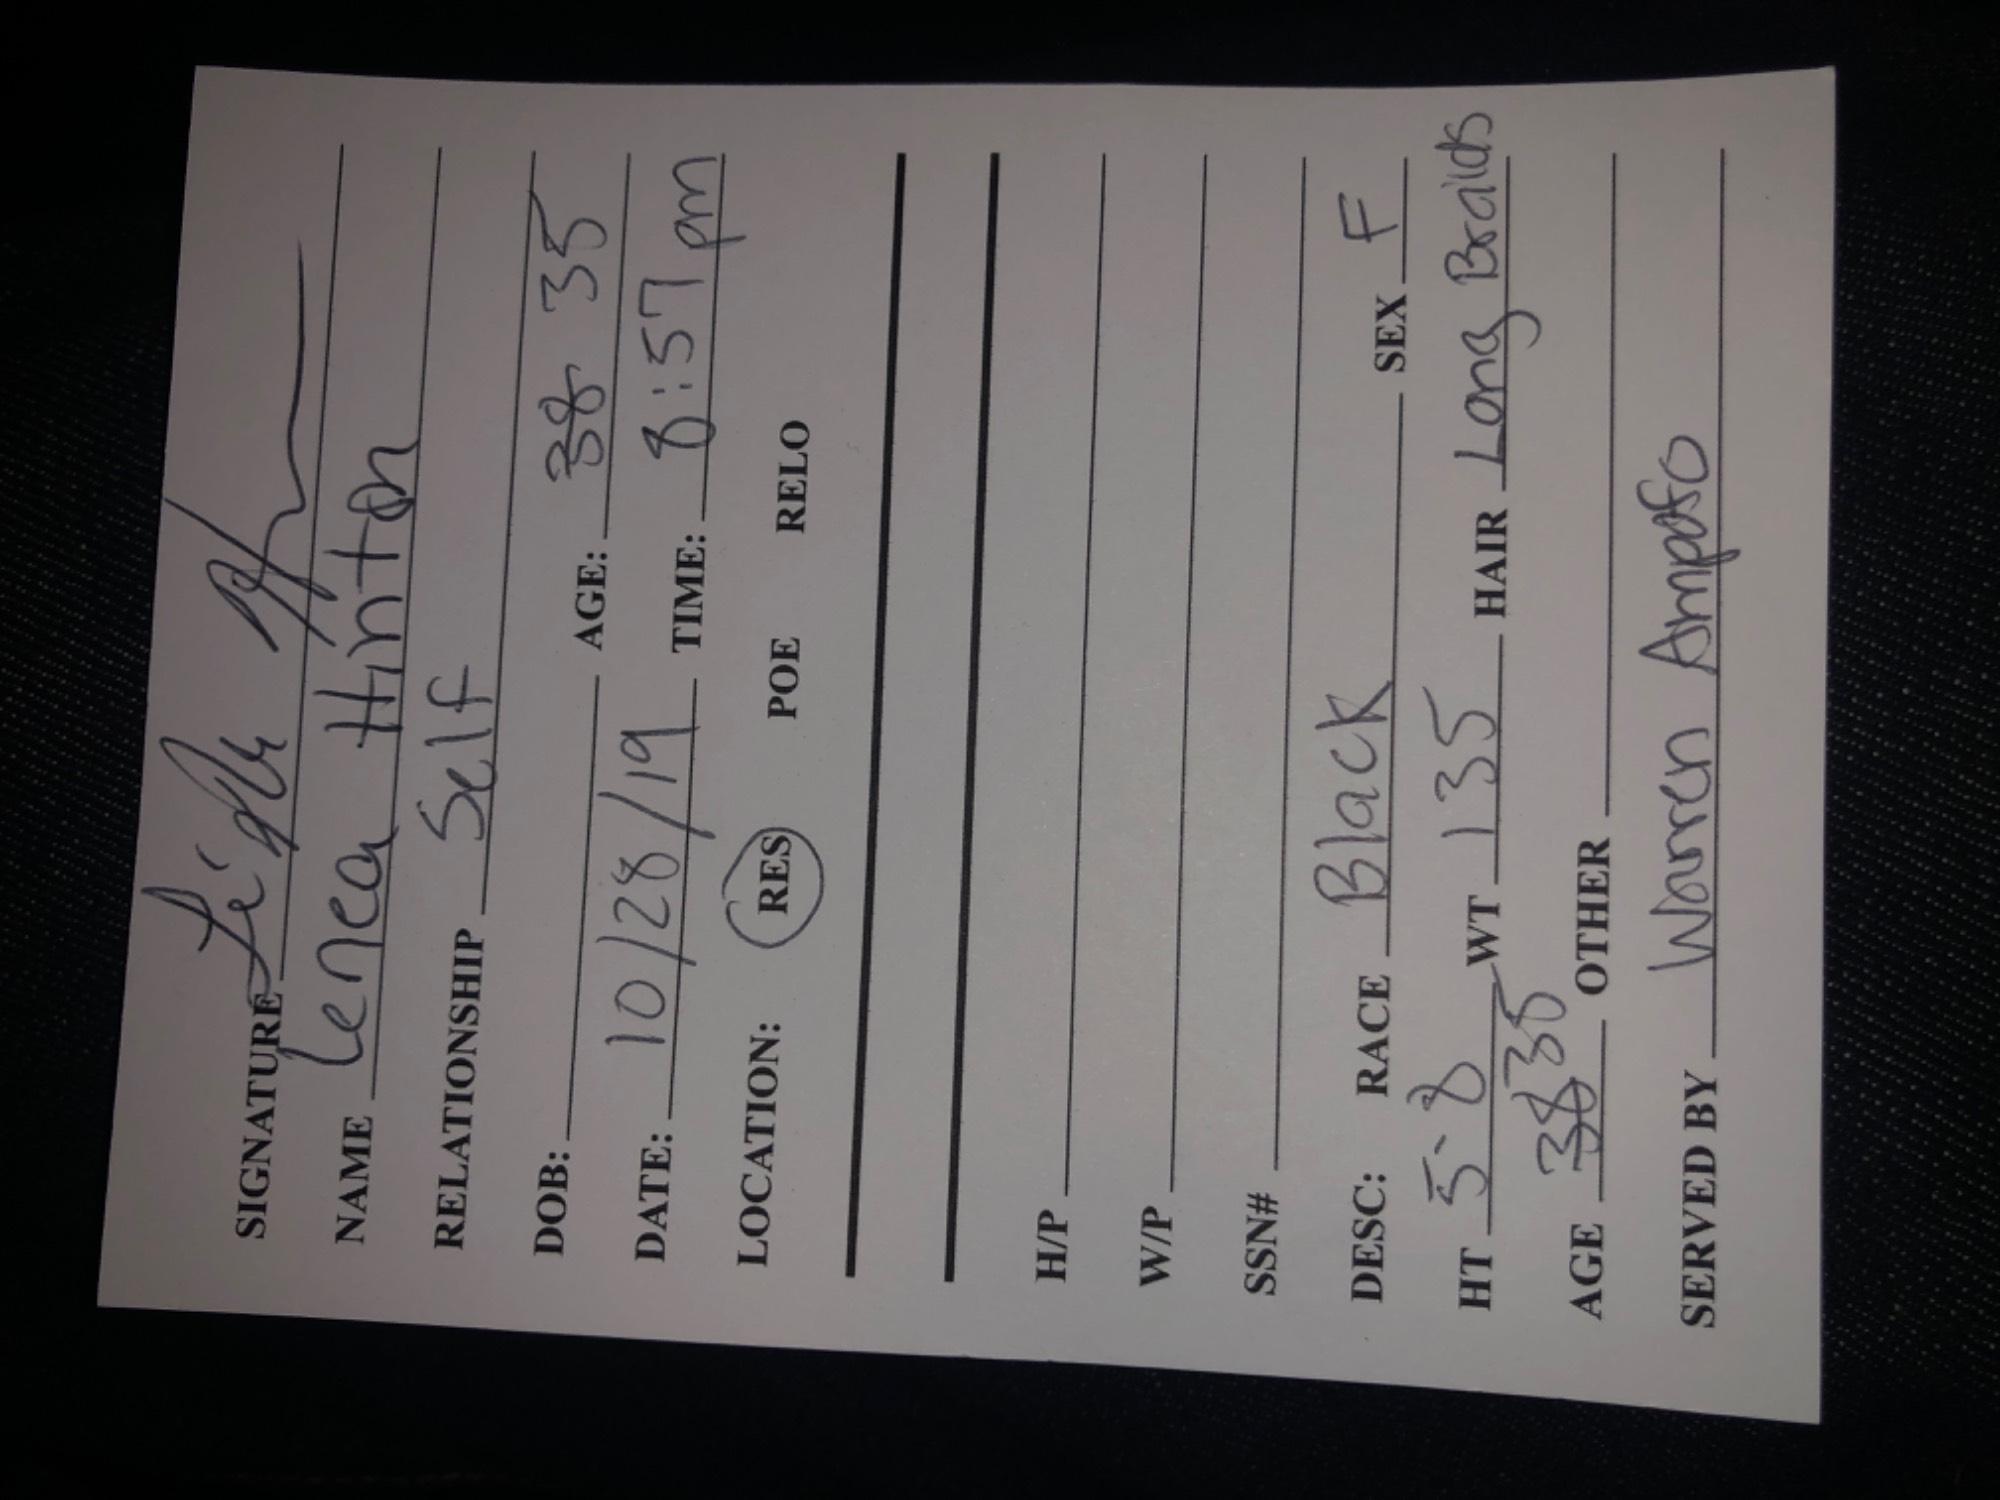 SIGNATURE
NAME Lenea Hinton
RELATIONSHIP Self
DOB: AGE: 38 35
DATE: 10/28/19 TIME: 8:57 pm
LOCATION: RES POE RELO
H/P
W/P
SSN#
DESC: RACE Black SEX F
HT 5-8 WT 135 HAIR Long Braids
AGE 38 35 OTHER
SERVED BY Warren Ampofo